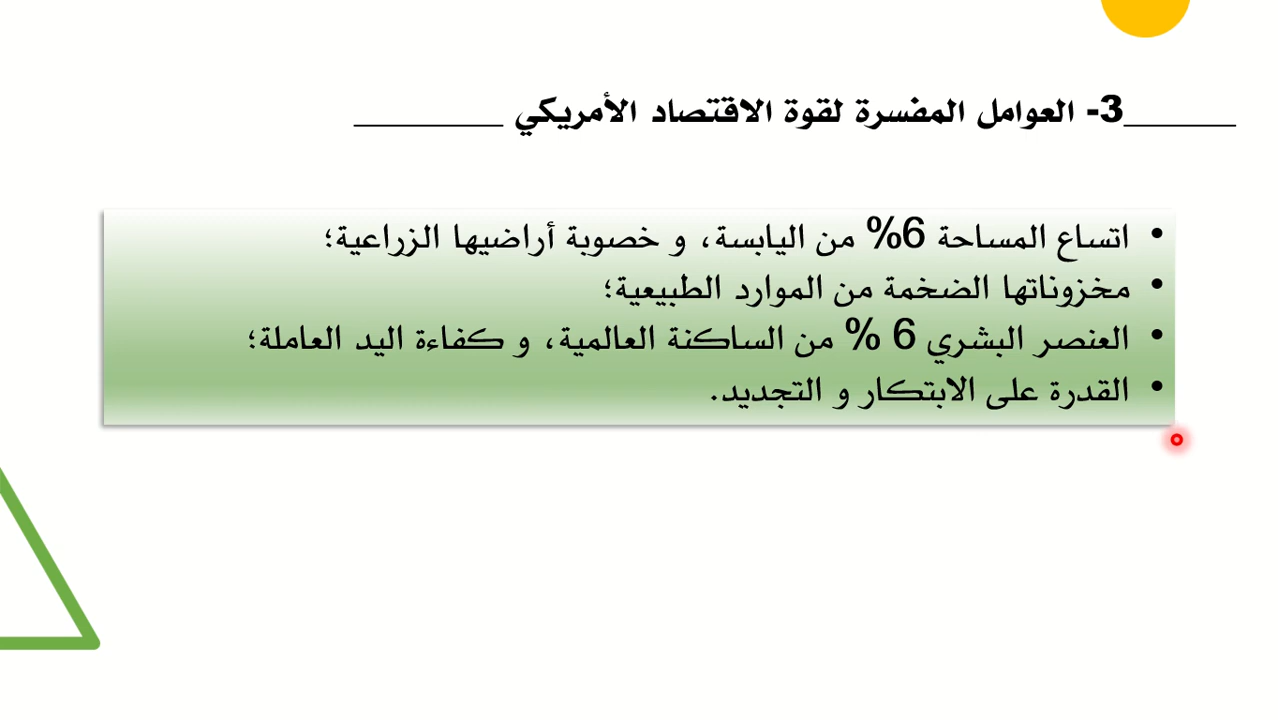 3- العوامل المفسرة لقوة الاقتصاد الأمريكي
• اتساع المساحة 6% من اليابسة، و خصوبة أراضيها الزراعية؛
• مخزوناتها الضخمة من الموارد الطبيعية؛
• العنصر البشري 6 % من الساكنة العالمية، و كفاءة اليد العاملة؛
• القدرة على الابتكار و التجديد.